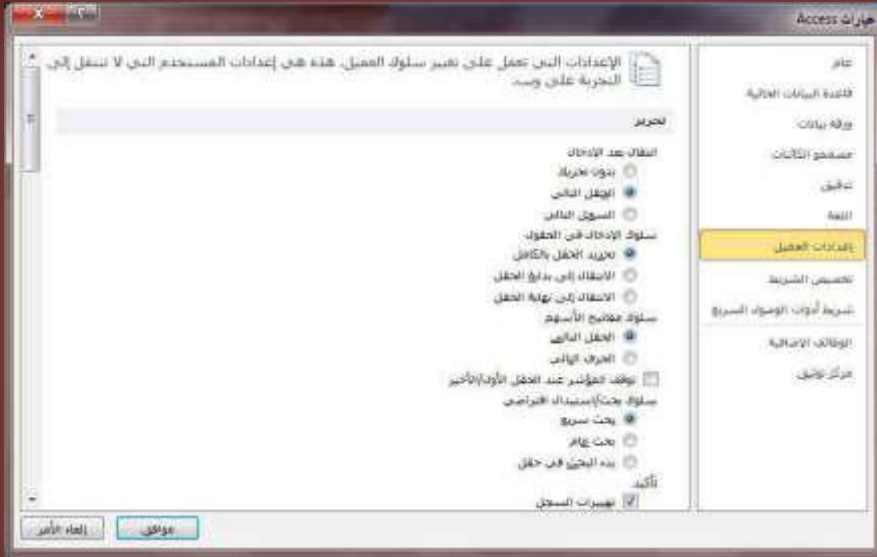 خيارات Access
عام
قاعدة البيانات الحالية
ورقة بيانات
مصممو الكائنات
تدقيق
اللغة
إعدادات العميل
تخصيص الشريط
شريط أدوات الوصول السريع
الوظائف الإضافية
مركز توثيق
الإعدادات التي تعمل على تغيير سلوك العميل. هذه هي إعدادات المستخدم التي لا تنتقل إلى
التجربة على ويب.
تحرير
انتقال بعد الإدخال
بدون تحريك
الحقل التالي
السجل التالي
سلوك الإدخال في الحقول
تحديد الحقل بالكامل
الانتقال إلى بداية الحقل
الانتقال إلى نهاية الحقل
سلوك مفاتيح الأسهم
الحقل التالي
الحرف التالي
توقف المؤشر عند الحقل الأول/الأخير
سلوك بحث/استبدال افتراضي
بحث سريع
بحث عام
بدء البحث في حقل
تأكيد
تغييرات السجل
موافق
إلغاء الأمر